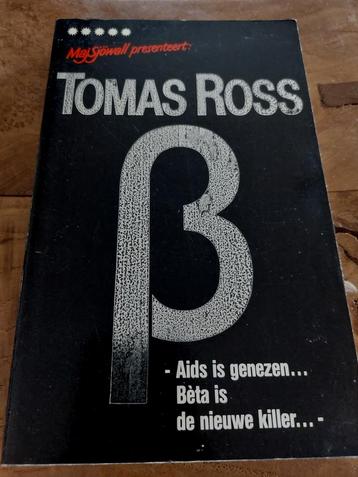 Maj Sjöwall presenteert:
TOMAS ROSS
β
- Aids is genezen...
Bèta is
de nieuwe killer... -